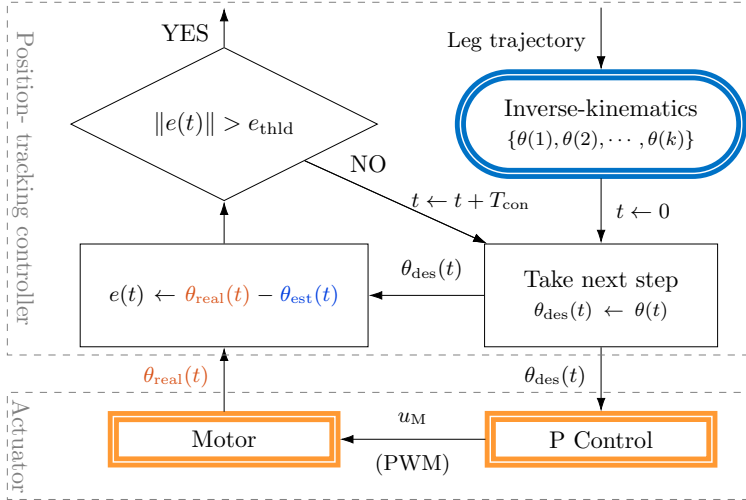 Position- tracking controller
YES
Leg trajectory
‖e(t)‖ > e_thld
Inverse-kinematics
{θ(1), θ(2), ⋯ , θ(k)}
NO
t ← t + T_con
t ← 0
e(t) ← θ_real(t) − θ_est(t)
θ_des(t)
Take next step
θ_des(t) ← θ(t)
θ_real(t)
θ_des(t)
Actuator
Motor
u_M
(PWM)
P Control